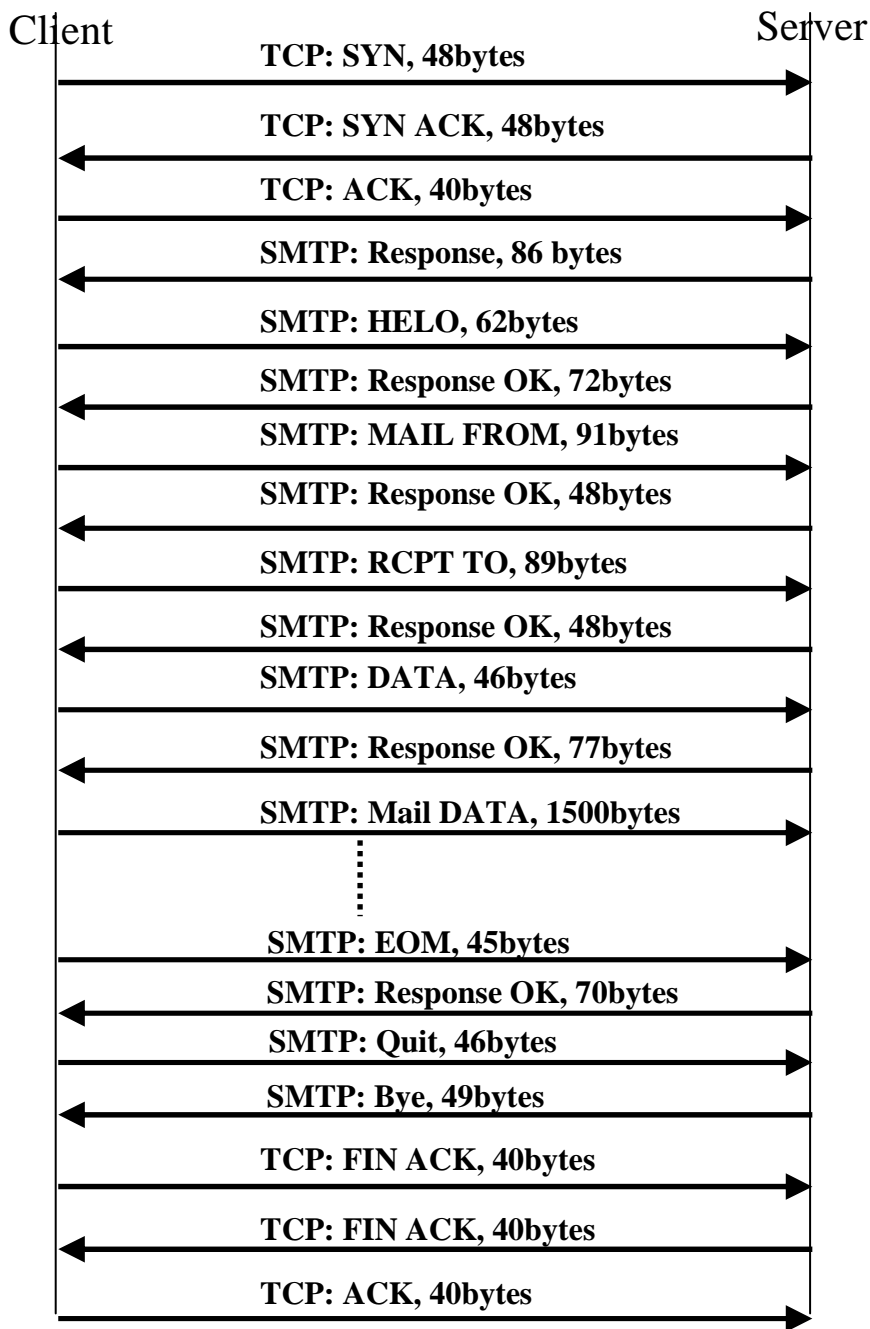 Client
Server
TCP: SYN, 48bytes
TCP: SYN ACK, 48bytes
TCP: ACK, 40bytes
SMTP: Response, 86 bytes
SMTP: HELO, 62bytes
SMTP: Response OK, 72bytes
SMTP: MAIL FROM, 91bytes
SMTP: Response OK, 48bytes
SMTP: RCPT TO, 89bytes
SMTP: Response OK, 48bytes
SMTP: DATA, 46bytes
SMTP: Response OK, 77bytes
SMTP: Mail DATA, 1500bytes
SMTP: EOM, 45bytes
SMTP: Response OK, 70bytes
SMTP: Quit, 46bytes
SMTP: Bye, 49bytes
TCP: FIN ACK, 40bytes
TCP: FIN ACK, 40bytes
TCP: ACK, 40bytes